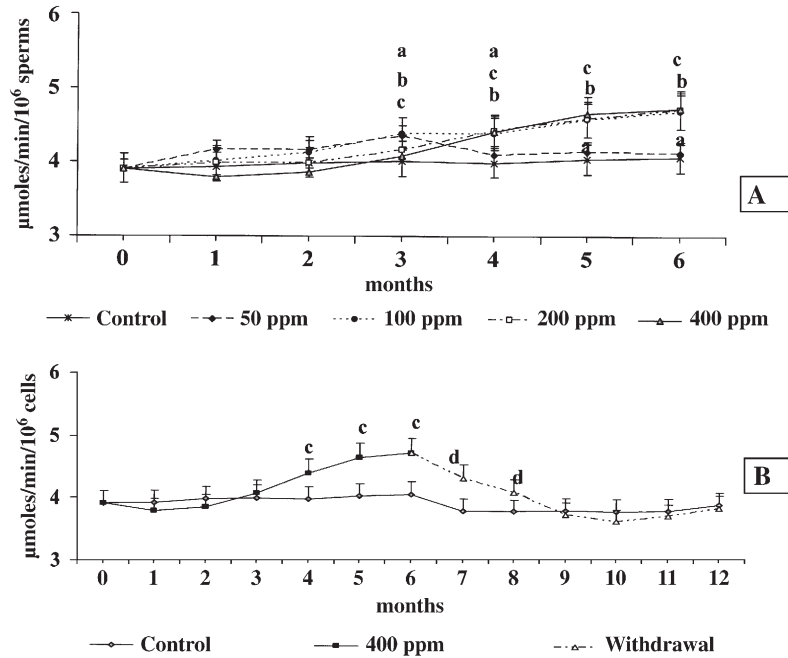 6
5
4
3
µmoles/min/10⁶ sperms
a
b
c
a
c
b
c
b
a
c
b
a
0 1 2 3 4 5 6
months
A
Control 50 ppm 100 ppm 200 ppm 400 ppm
6
5
4
3
µmoles/min/10⁶ cells
c
c
c
d
d
0 1 2 3 4 5 6 7 8 9 10 11 12
months
B
Control 400 ppm Withdrawal